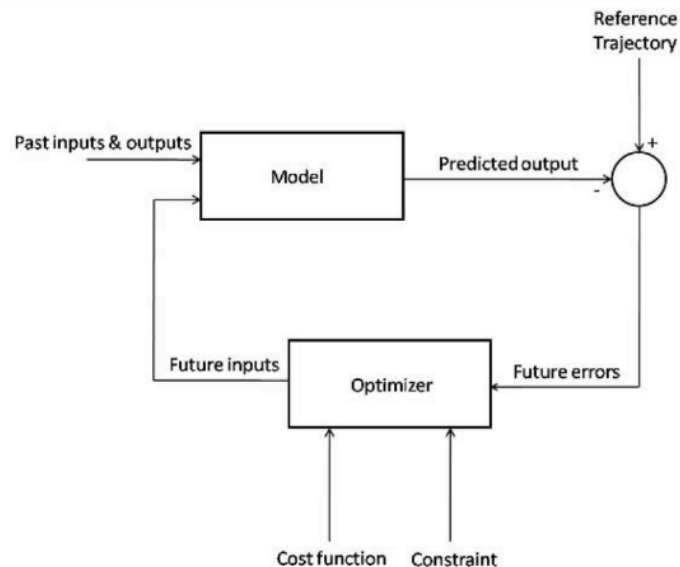 Reference
Trajectory
Past inputs & outputs
+
Model
Predicted output
-
Future inputs
Optimizer
Future errors
Cost function
Constraint